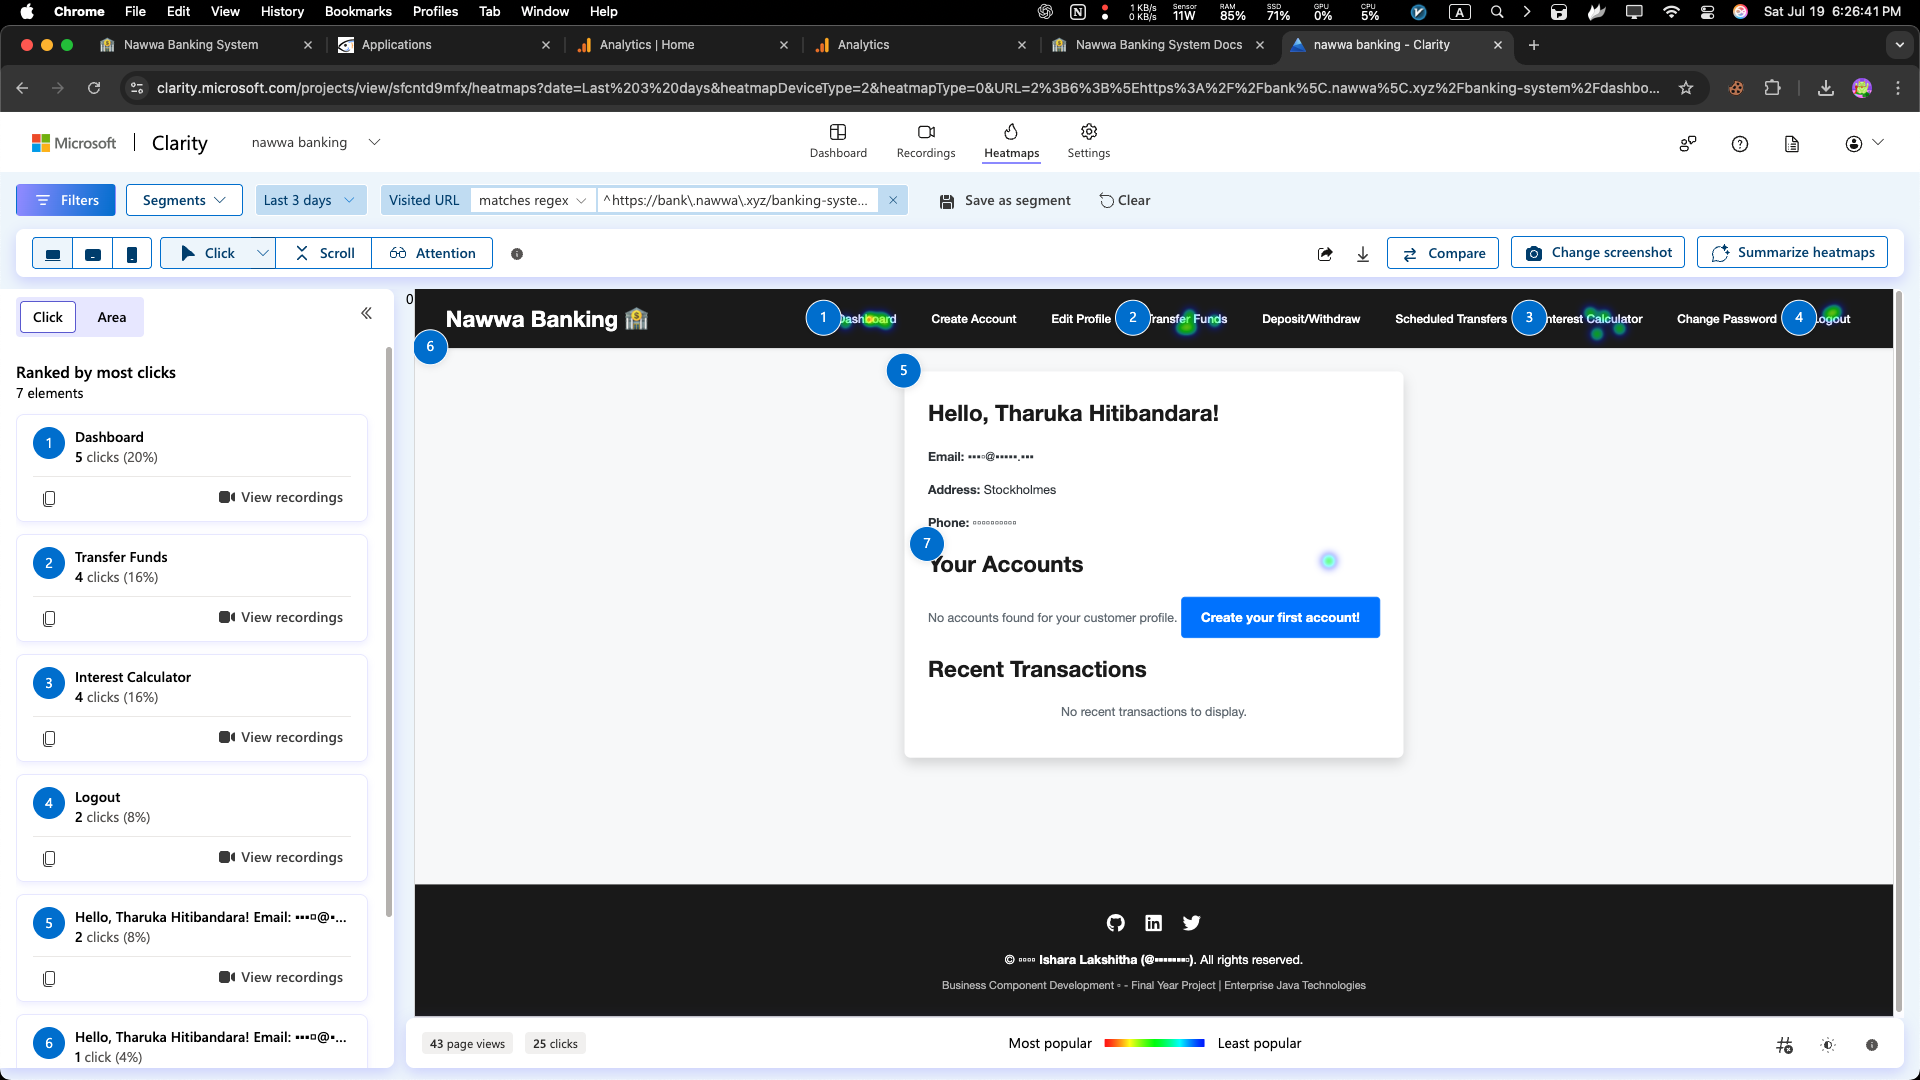 Chrome File Edit View History Bookmarks Profiles Tab Window Help 1 KB/s 0 KB/s Sensor 11W RAM 85% SSD 71% GPU 0% CPU 5% A Sat Jul 19 6:26:41 PM
Nawwa Banking System Applications Analytics | Home Analytics Nawwa Banking System Docs nawwa banking - Clarity
clarity.microsoft.com/projects/view/sfcntd9mfx/heatmaps?date=Last%203%20days&heatmapDeviceType=2&heatmapType=0&URL=2%3B6%3B%5Ehttps%3A%2F%2Fbank%5C.nawwa%5C.xyz%2Fbanking-system%2Fdashbo...
Microsoft Clarity nawwa banking Dashboard Recordings Heatmaps Settings
Filters Segments Last 3 days Visited URL matches regex ^https://bank\.nawwa\.xyz/banking-syste... Save as segment Clear
Click Scroll Attention Compare Change screenshot Summarize heatmaps
Click Area
Ranked by most clicks
7 elements
1 Dashboard
5 clicks (20%)
View recordings
2 Transfer Funds
4 clicks (16%)
View recordings
3 Interest Calculator
4 clicks (16%)
View recordings
4 Logout
2 clicks (8%)
View recordings
5 Hello, Tharuka Hitibandara! Email: ▪▪▪▫@▪...
2 clicks (8%)
View recordings
6 Hello, Tharuka Hitibandara! Email: ▪▪▪▫@▪...
1 click (4%)
0
Nawwa Banking 1 Dashboard Create Account Edit Profile 2 Transfer Funds Deposit/Withdraw Scheduled Transfers 3 Interest Calculator Change Password 4 Logout
6
5
Hello, Tharuka Hitibandara!
Email: ▪▪▪▫@▪▪▪▪▪.▪▪▪
Address: Stockholmes
Phone: ▫▫▫▫▫▫▫▫▫▫
7
Your Accounts
No accounts found for your customer profile. Create your first account!
Recent Transactions
No recent transactions to display.
© ▫▫▫▫ Ishara Lakshitha (@▪▪▪▪▪▪▪▫). All rights reserved.
Business Component Development ▫ - Final Year Project | Enterprise Java Technologies
43 page views 25 clicks Most popular Least popular